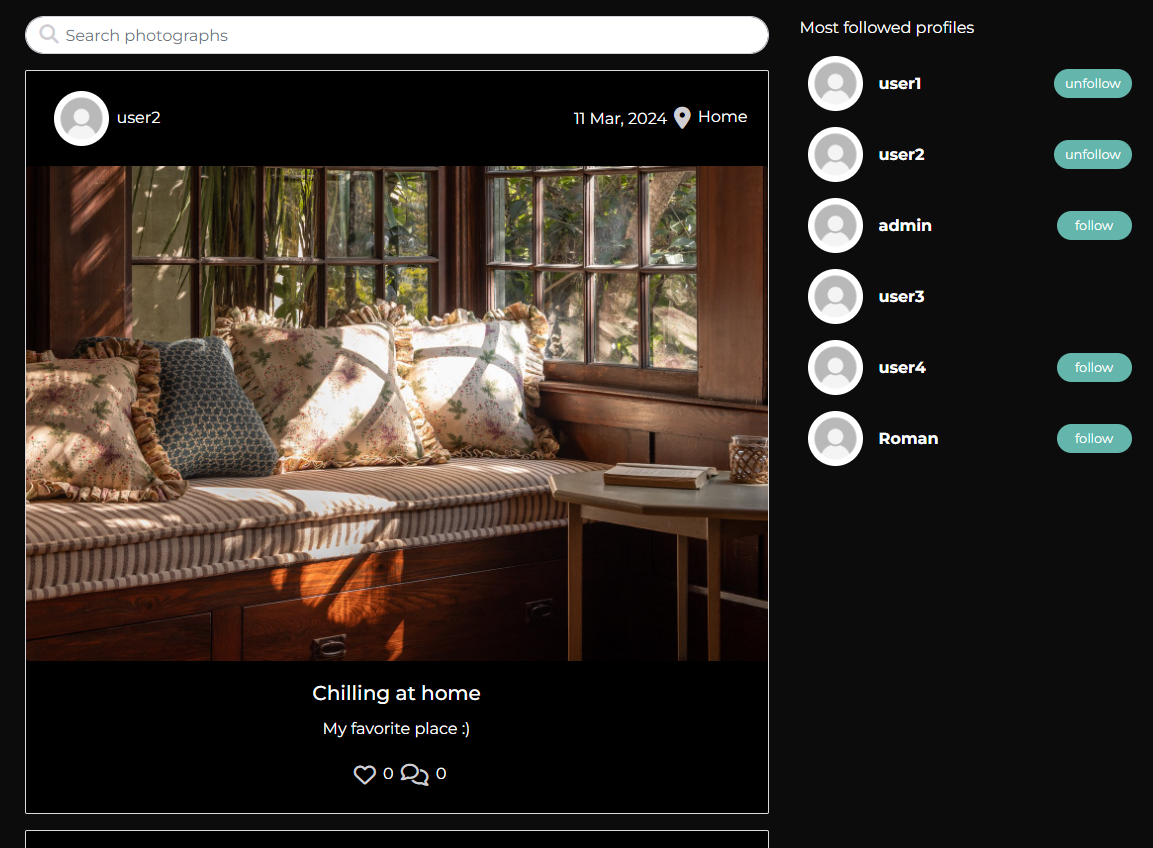 Search photographs
user2
11 Mar, 2024 Home
Chilling at home
My favorite place :)
0 0
Most followed profiles
user1 unfollow
user2 unfollow
admin follow
user3
user4 follow
Roman follow